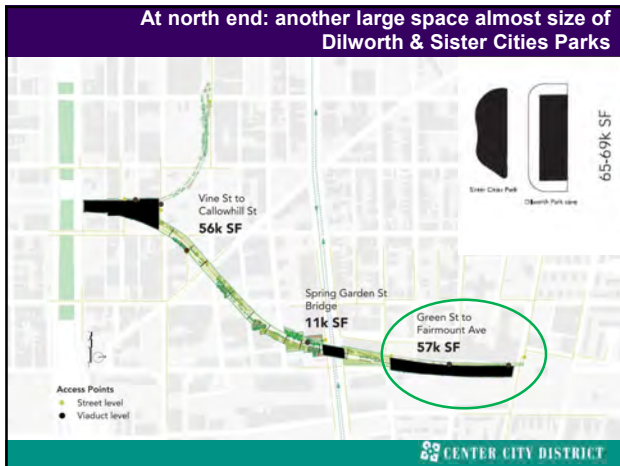 At north end: another large space almost size of
Dilworth & Sister Cities Parks
Sister Cities Park
Dilworth Park cave
65-69k SF
Vine St to
Callowhill St
56k SF
Spring Garden St
Bridge
11k SF
Green St to
Fairmount Ave
57k SF
Access Points
Street level
Viaduct level
CENTER CITY DISTRICT